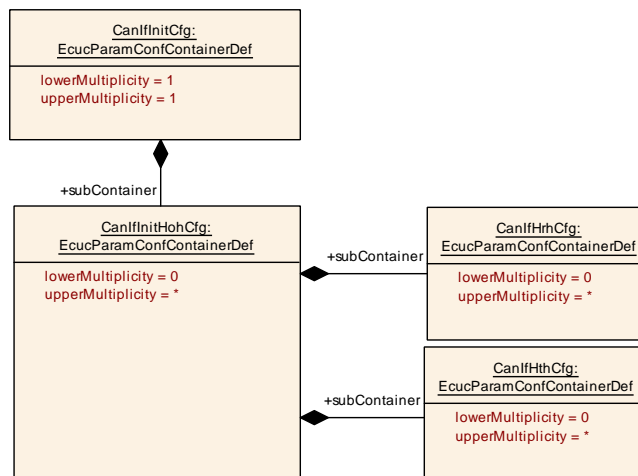 CanIfInitCfg:
EcucParamConfContainerDef
lowerMultiplicity = 1
upperMultiplicity = 1
+subContainer
CanIfInitHohCfg:
EcucParamConfContainerDef
lowerMultiplicity = 0
upperMultiplicity = *
+subContainer
CanIfHrhCfg:
EcucParamConfContainerDef
lowerMultiplicity = 0
upperMultiplicity = *
+subContainer
CanIfHthCfg:
EcucParamConfContainerDef
lowerMultiplicity = 0
upperMultiplicity = *